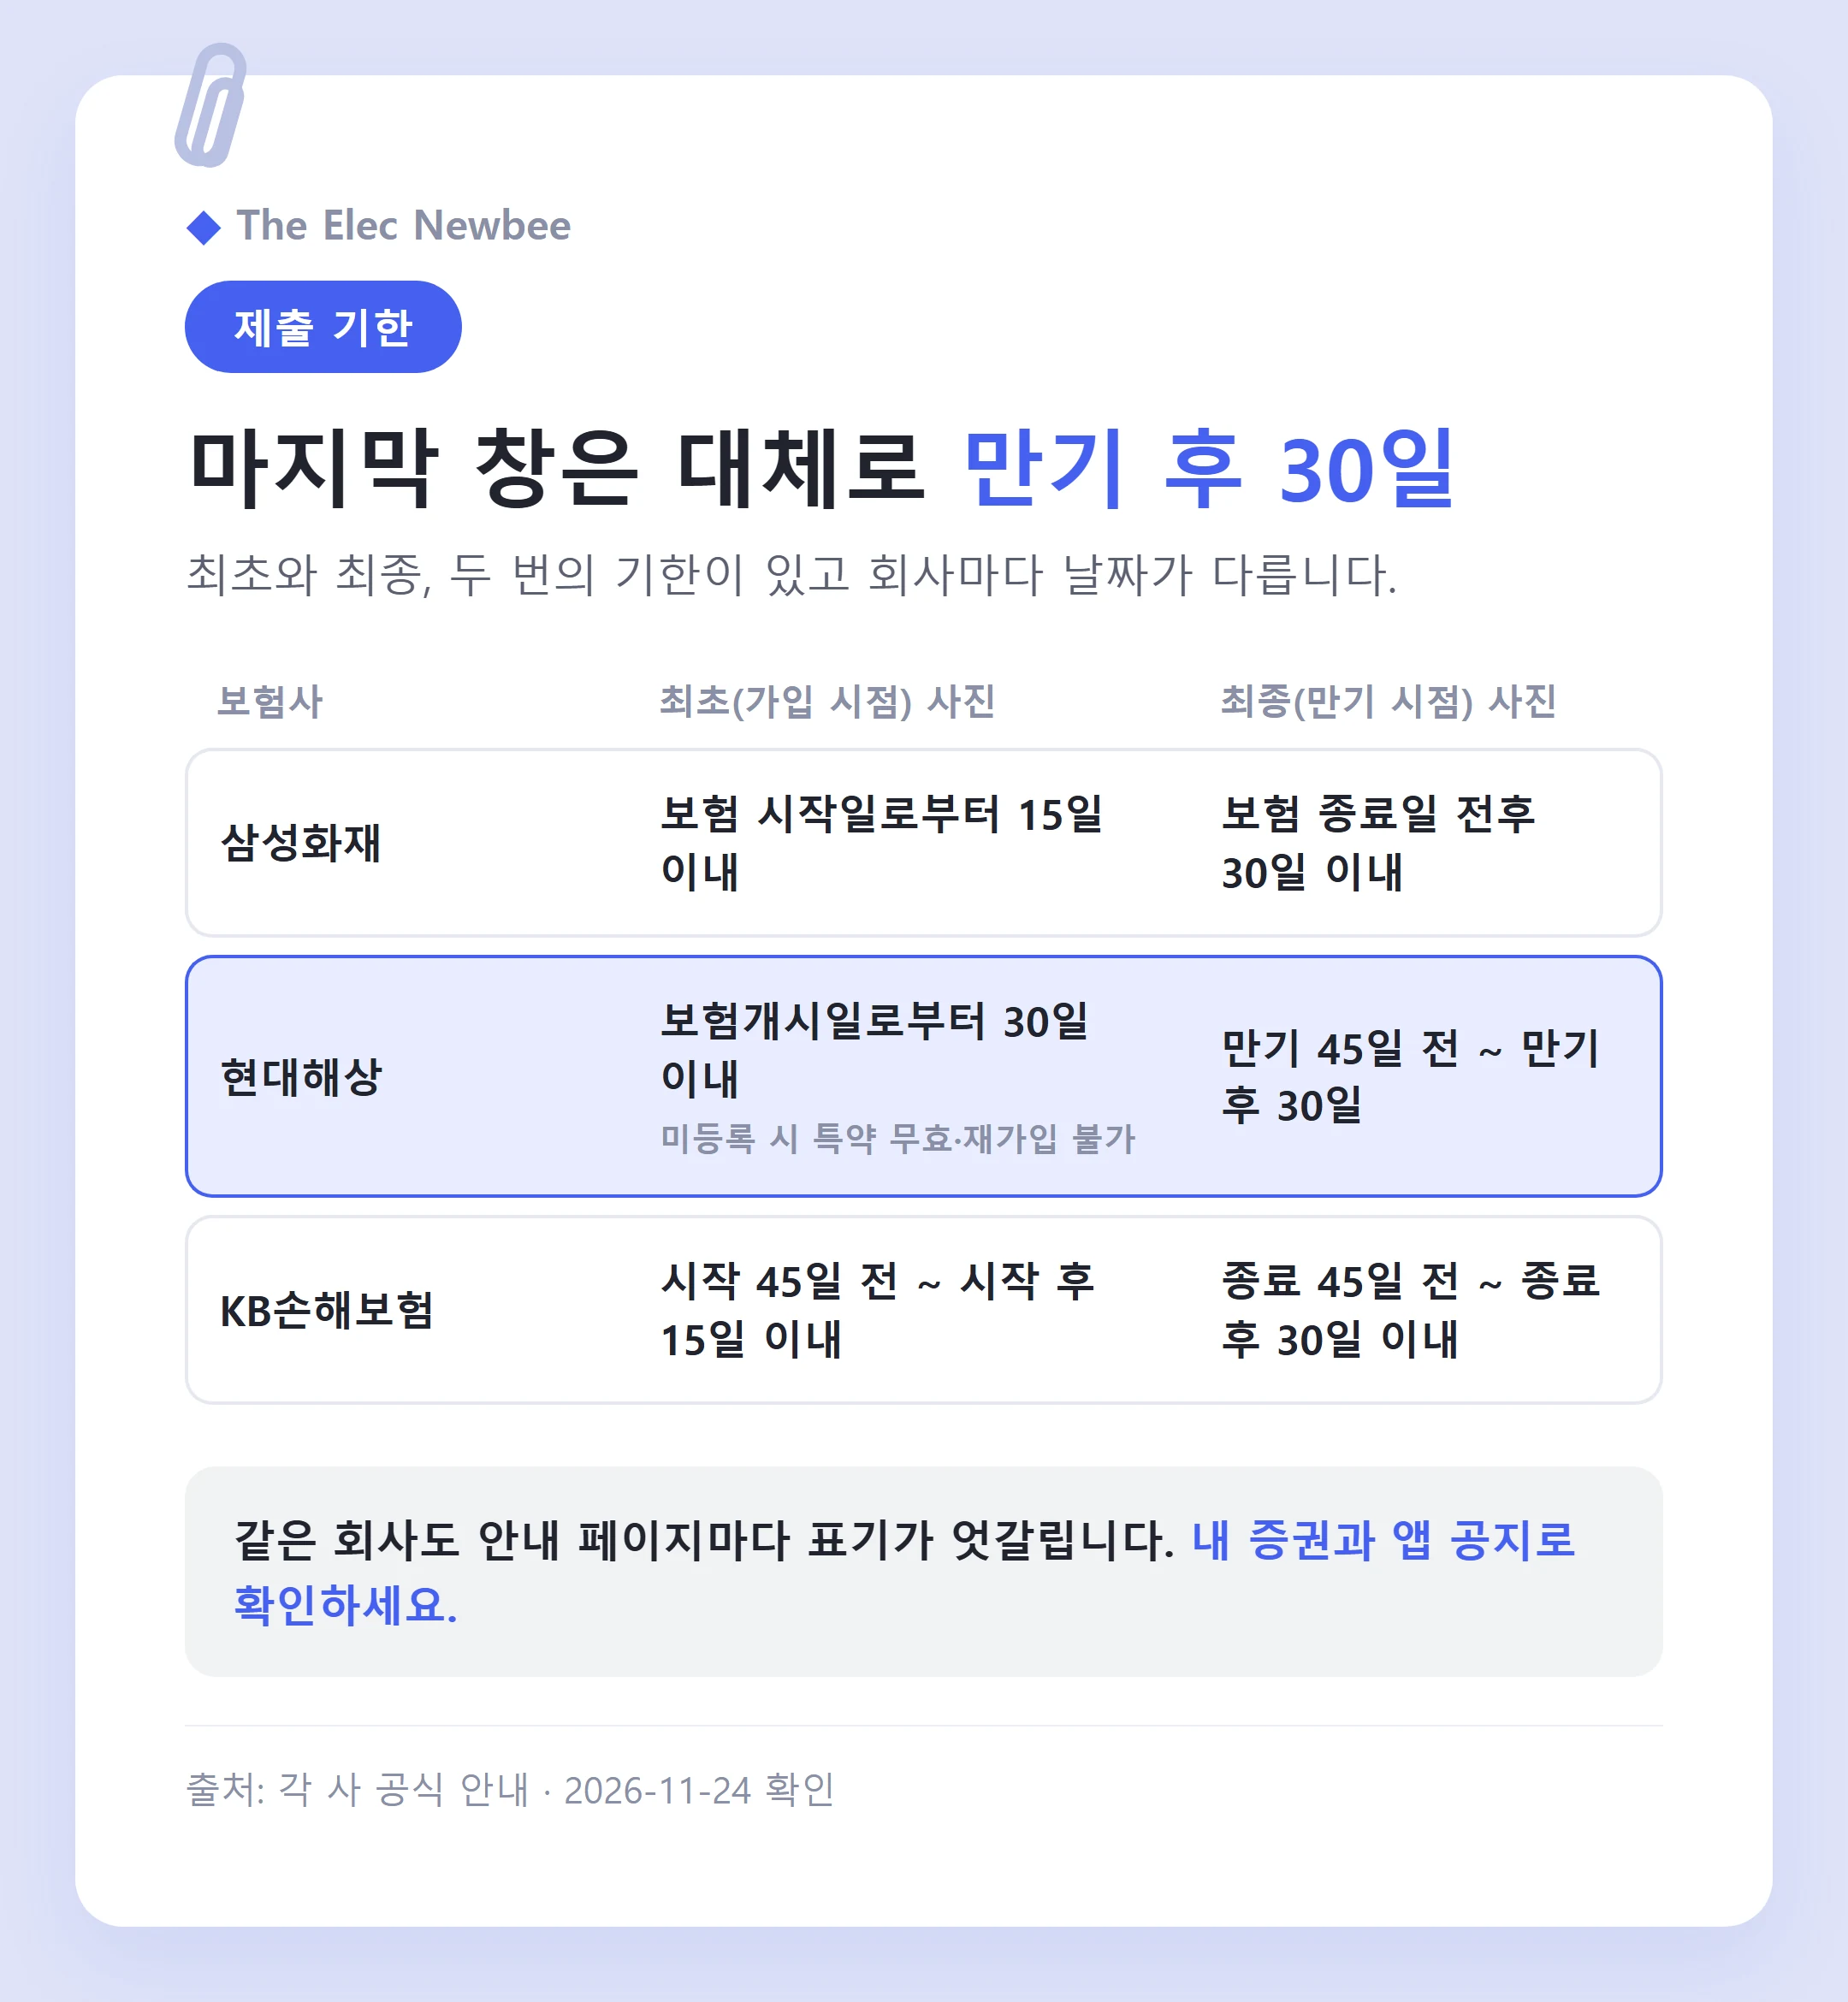 The Elec Newbee
제출 기한
마지막 창은 대체로 만기 후 30일
최초와 최종, 두 번의 기한이 있고 회사마다 날짜가 다릅니다.
보험사 최초(가입 시점) 사진 최종(만기 시점) 사진
삼성화재
보험 시작일로부터 15일
이내
보험 종료일 전후
30일 이내
현대해상
보험개시일로부터 30일
이내
미등록 시 특약 무효·재가입 불가
만기 45일 전 ~ 만기
후 30일
KB손해보험
시작 45일 전 ~ 시작 후
15일 이내
종료 45일 전 ~ 종료
후 30일 이내
같은 회사도 안내 페이지마다 표기가 엇갈립니다. 내 증권과 앱 공지로
확인하세요.
출처: 각 사 공식 안내 · 2026-11-24 확인